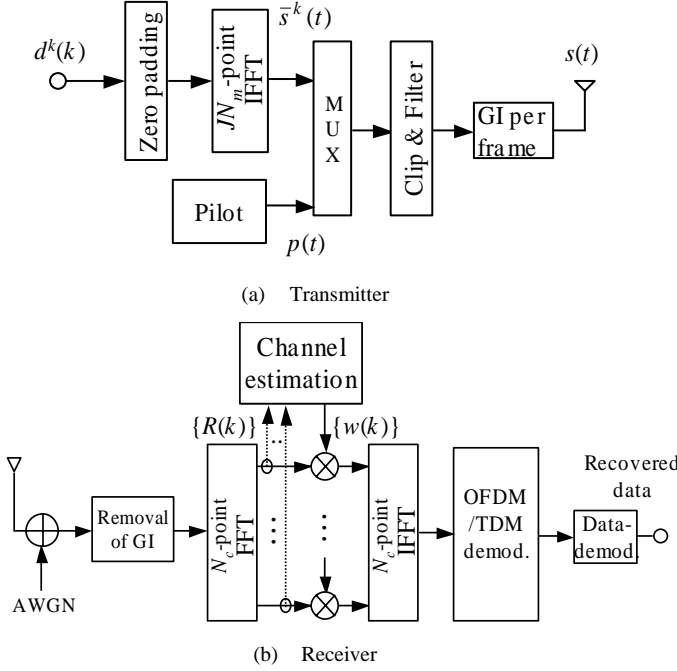 d^k(k)
Zero padding
JN_m-point
IFFT
s̅^k(t)
Pilot
p(t)
M
U
X
Clip & Filter
GI per
frame
s(t)
(a) Transmitter
Channel
estimation
{R(k)}
{w(k)}
AWGN
Removal
of GI
N_c-point
FFT
N_c-point
IFFT
OFDM
/TDM
demod.
Recovered
data
Data-
demod.
(b) Receiver